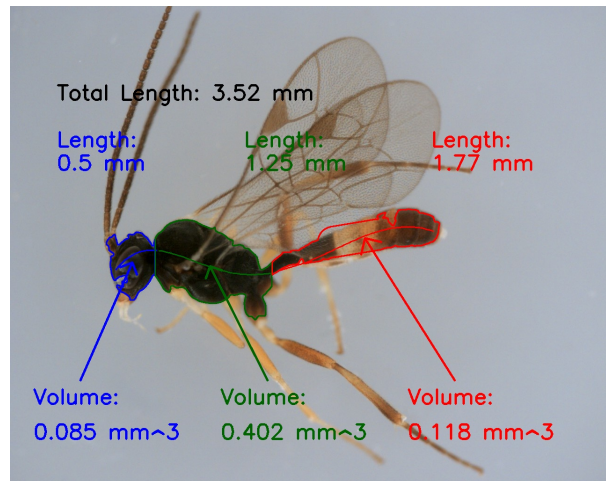 Total Length: 3.52 mm
Length:
0.5 mm
Length:
1.25 mm
Length:
1.77 mm
Volume:
0.085 mm^3
Volume:
0.402 mm^3
Volume:
0.118 mm^3